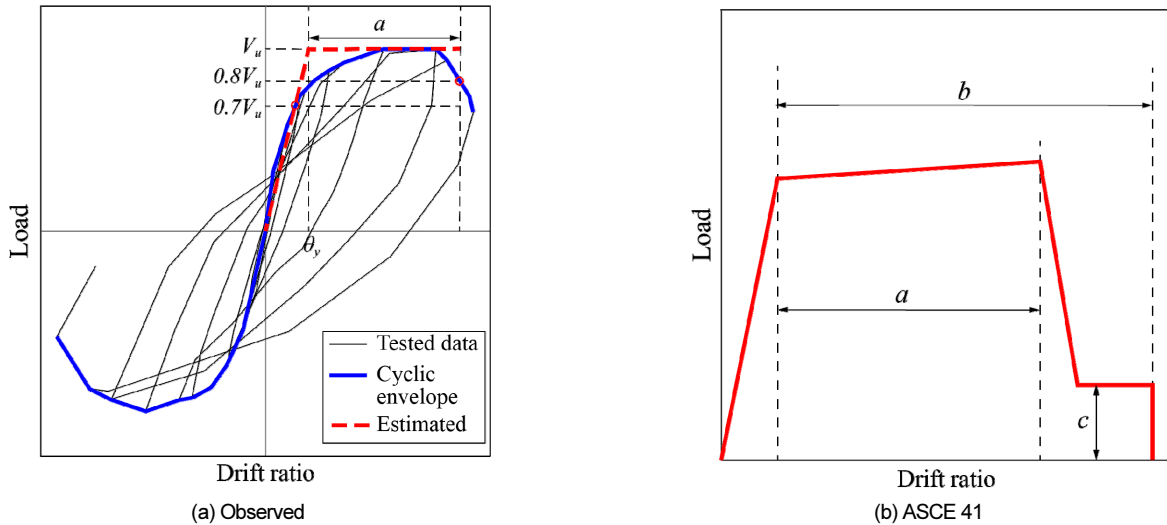 a
V_u
0.8V_u
0.7V_u
θ_y
Load
Tested data
Cyclic
envelope
Estimated
Drift ratio
(a) Observed
b
a
c
Load
Drift ratio
(b) ASCE 41